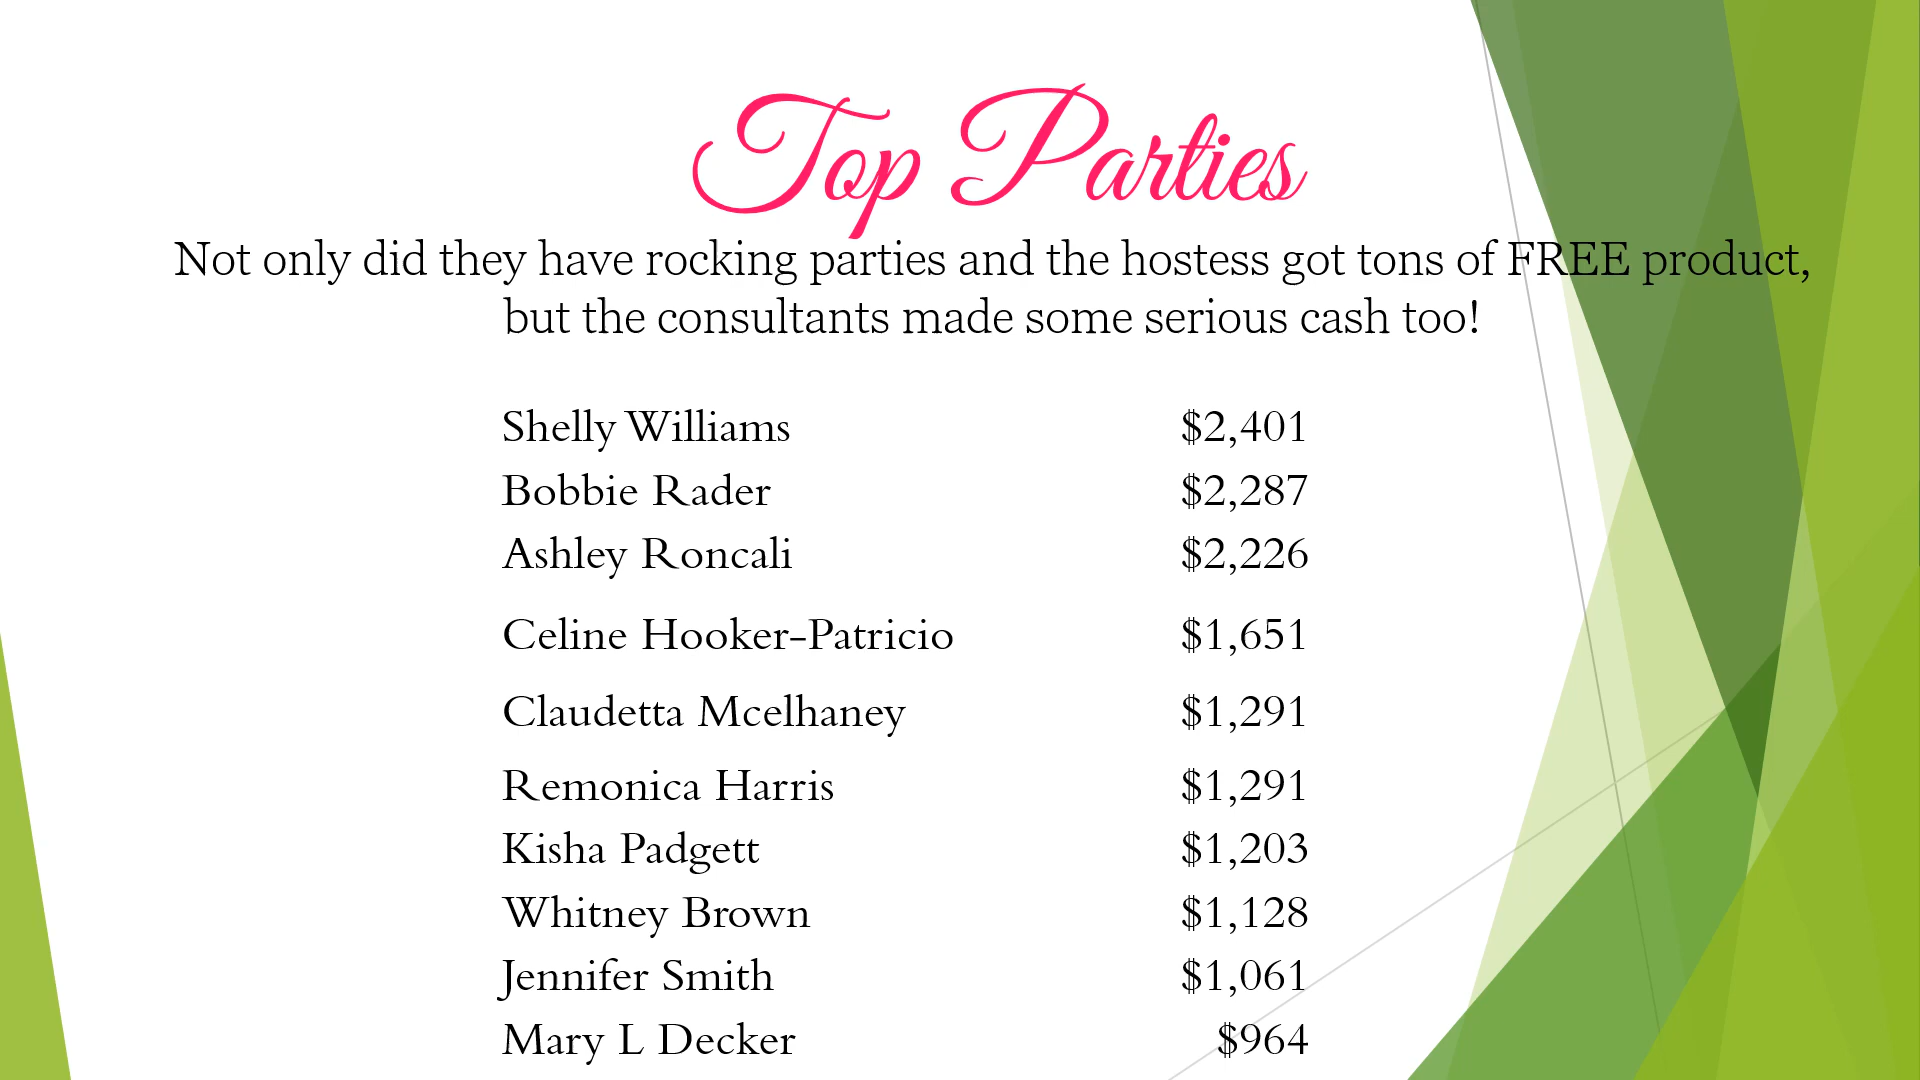 Top Parties
Not only did they have rocking parties and the hostess got tons of FREE product,
but the consultants made some serious cash too!
Shelly Williams $2,401
Bobbie Rader $2,287
Ashley Roncali $2,226
Celine Hooker-Patricio $1,651
Claudetta Mcelhaney $1,291
Remonica Harris $1,291
Kisha Padgett $1,203
Whitney Brown $1,128
Jennifer Smith $1,061
Mary L Decker $964